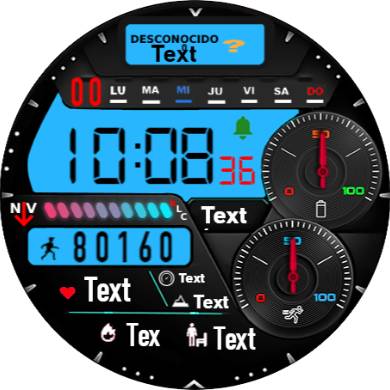 DESCONOCIDO ?
Text
00 LU MA MI JU VI SA DO
10:08 36
50
0 100
N V
L
C
Text
80160
50
0 100
Text
Text
Text
Tex
Text